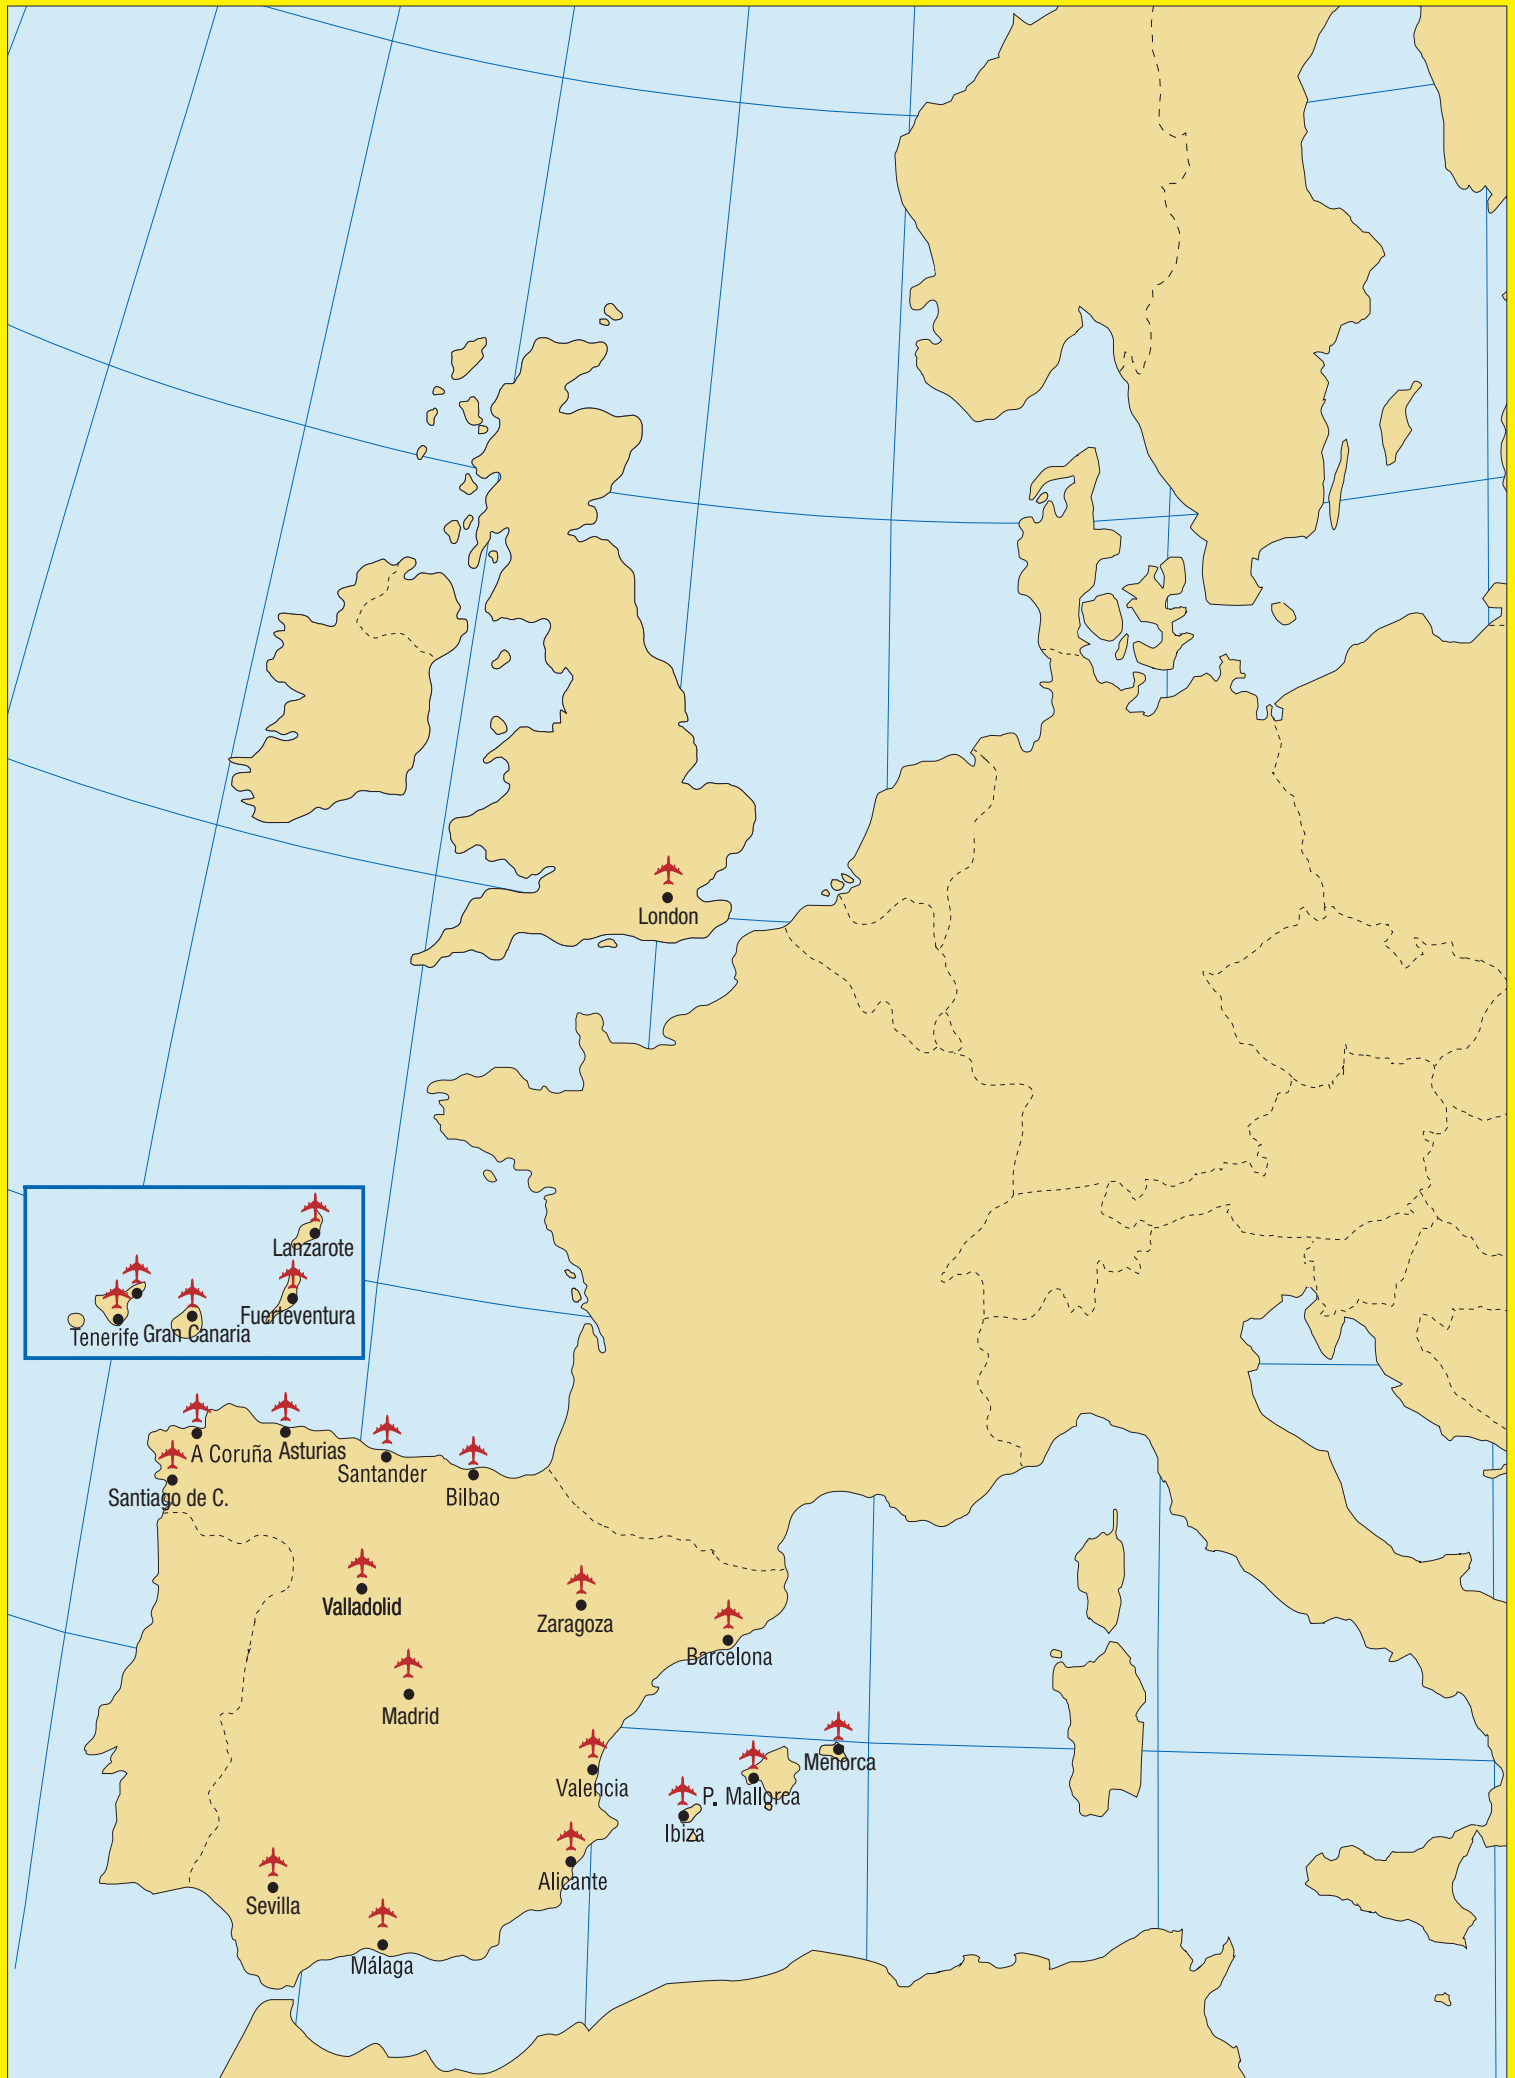 London
Lanzarote
Fuerteventura
Tenerife
Gran Canaria
A Coruña
Asturias
Santander
Santiago de C.
Bilbao
Valladolid
Zaragoza
Barcelona
Madrid
Menorca
Valencia
P. Mallorca
Ibiza
Alicante
Sevilla
Málaga